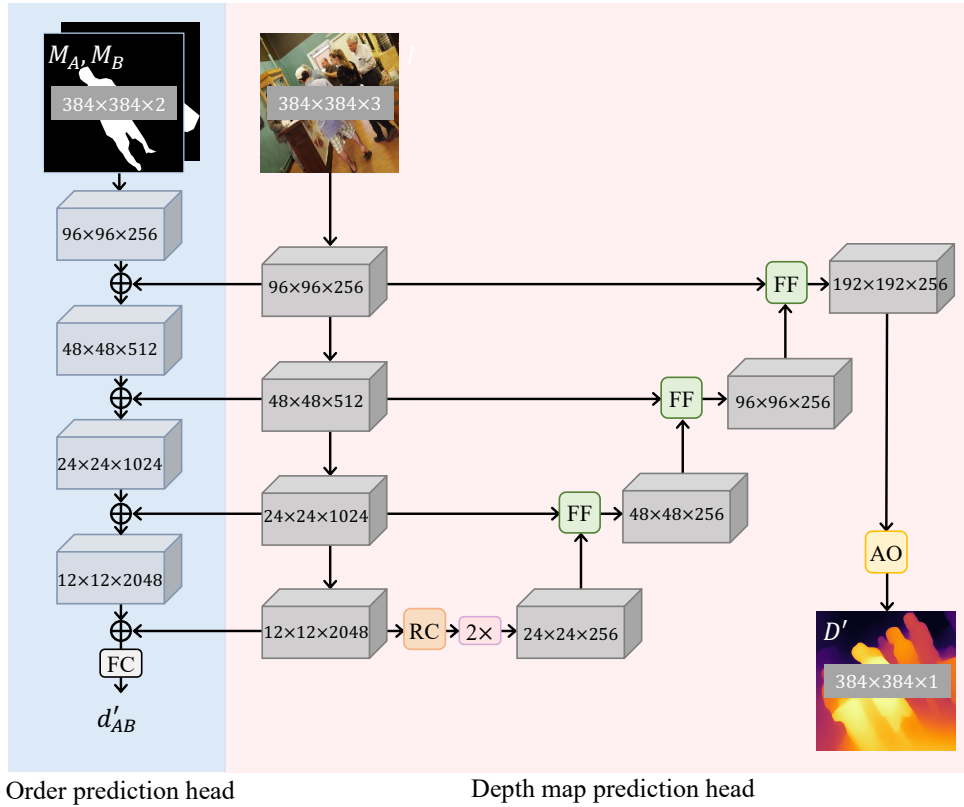 M_A, M_B
384×384×2
I
384×384×3
96×96×256
96×96×256
FF
192×192×256
48×48×512
48×48×512
FF
96×96×256
24×24×1024
24×24×1024
FF
48×48×256
AO
12×12×2048
12×12×2048
RC
2×
24×24×256
FC
D′
384×384×1
d′_AB
Order prediction head
Depth map prediction head